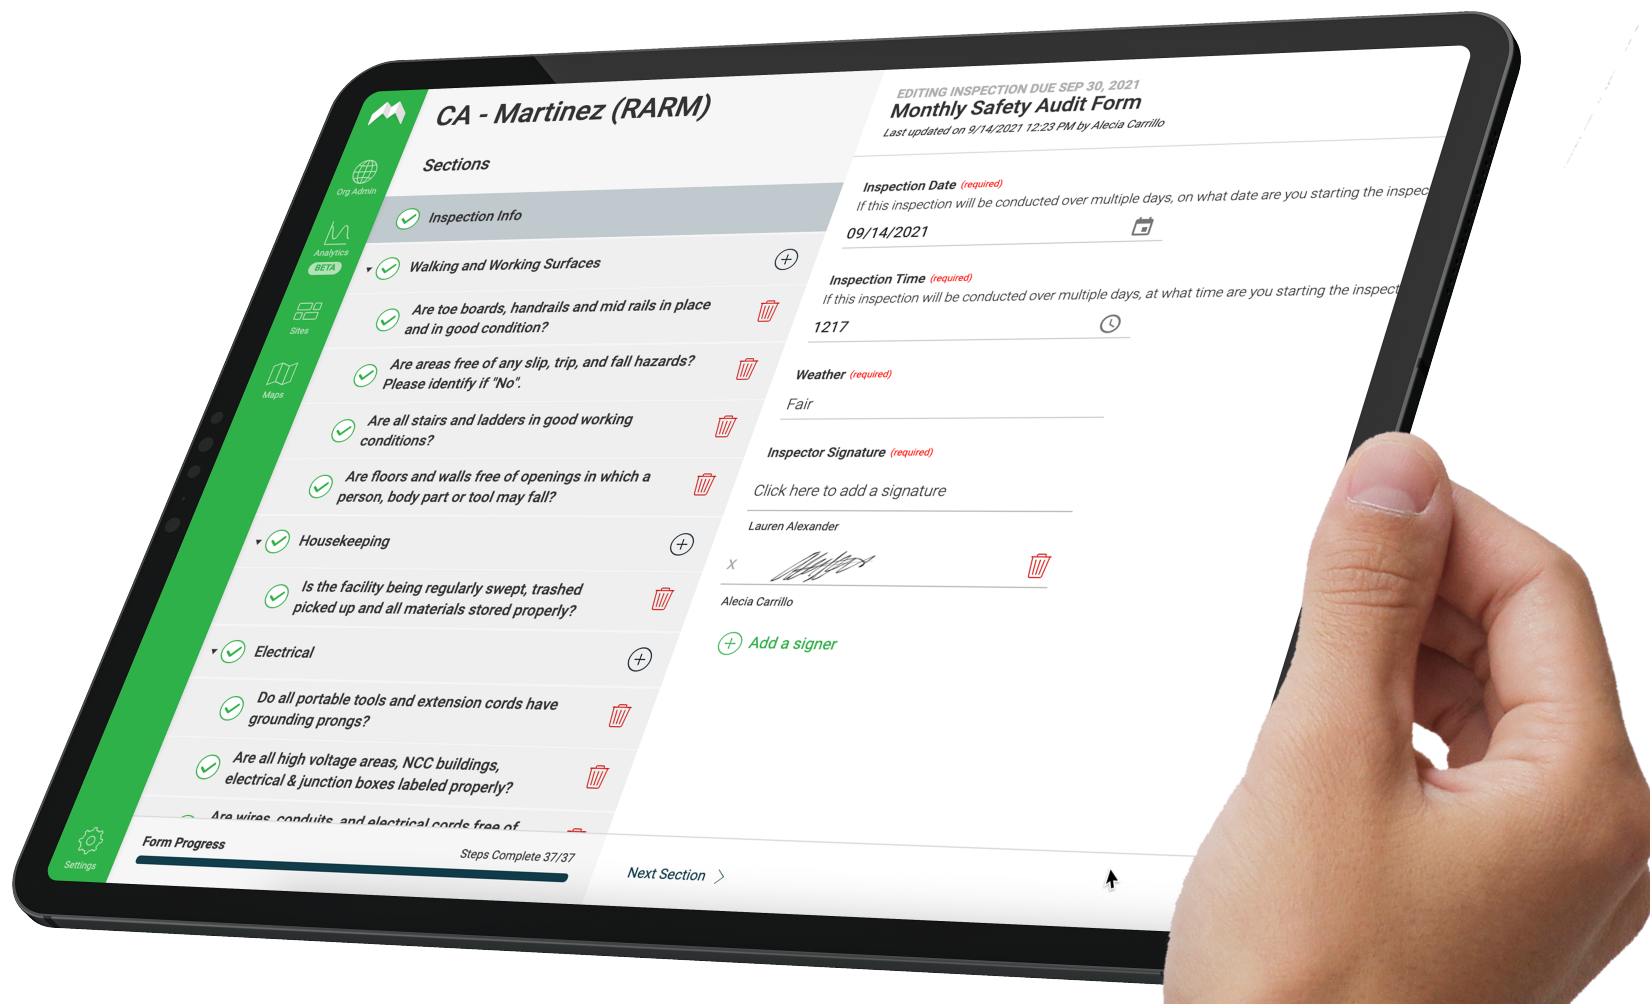 CA - Martinez (RARM)
Sections
Org Admin
Analytics
BETA
Sites
Maps
Settings
Inspection Info
Walking and Working Surfaces
Are toe boards, handrails and mid rails in place
and in good condition?
Are areas free of any slip, trip, and fall hazards?
Please identify if "No".
Are all stairs and ladders in good working
conditions?
Are floors and walls free of openings in which a
person, body part or tool may fall?
Housekeeping
Is the facility being regularly swept, trashed
picked up and all materials stored properly?
Electrical
Do all portable tools and extension cords have
grounding prongs?
Are all high voltage areas, NCC buildings,
electrical & junction boxes labeled properly?
Are wires, conduits, and electrical cords free of
Form Progress
Steps Complete 37/37
EDITING INSPECTION DUE SEP 30, 2021
Monthly Safety Audit Form
Last updated on 9/14/2021 12:23 PM by Alecia Carrillo
Inspection Date (required)
If this inspection will be conducted over multiple days, on what date are you starting the inspec
09/14/2021
Inspection Time (required)
If this inspection will be conducted over multiple days, at what time are you starting the inspect
1217
Weather (required)
Fair
Inspector Signature (required)
Click here to add a signature
Lauren Alexander
X
Alecia Carrillo
Add a signer
Next Section